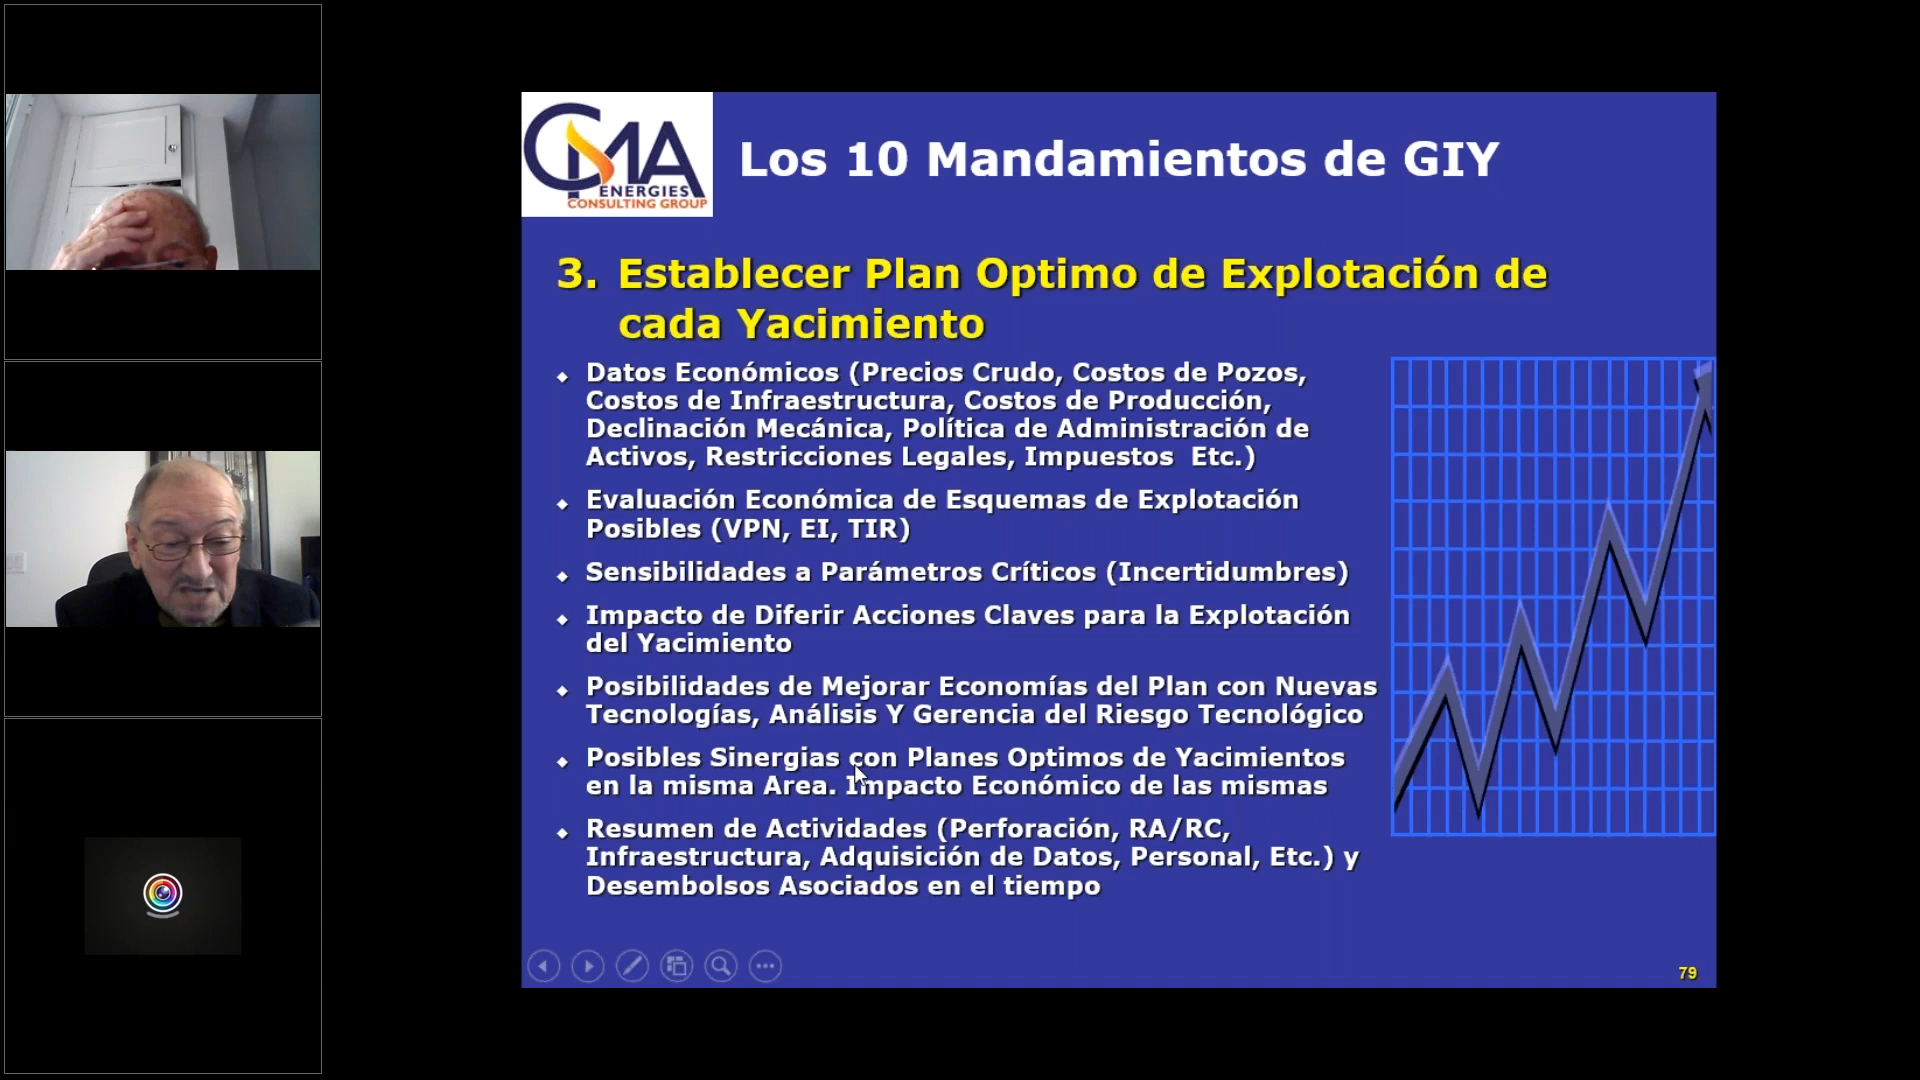 CMA
ENERGIES
CONSULTING GROUP
Los 10 Mandamientos de GIY
3. Establecer Plan Optimo de Explotación de
cada Yacimiento
Datos Económicos (Precios Crudo, Costos de Pozos,
Costos de Infraestructura, Costos de Producción,
Declinación Mecánica, Política de Administración de
Activos, Restricciones Legales, Impuestos Etc.)
Evaluación Económica de Esquemas de Explotación
Posibles (VPN, EI, TIR)
Sensibilidades a Parámetros Críticos (Incertidumbres)
Impacto de Diferir Acciones Claves para la Explotación
del Yacimiento
Posibilidades de Mejorar Economías del Plan con Nuevas
Tecnologías, Análisis Y Gerencia del Riesgo Tecnológico
Posibles Sinergias con Planes Optimos de Yacimientos
en la misma Area. Impacto Económico de las mismas
Resumen de Actividades (Perforación, RA/RC,
Infraestructura, Adquisición de Datos, Personal, Etc.) y
Desembolsos Asociados en el tiempo
79